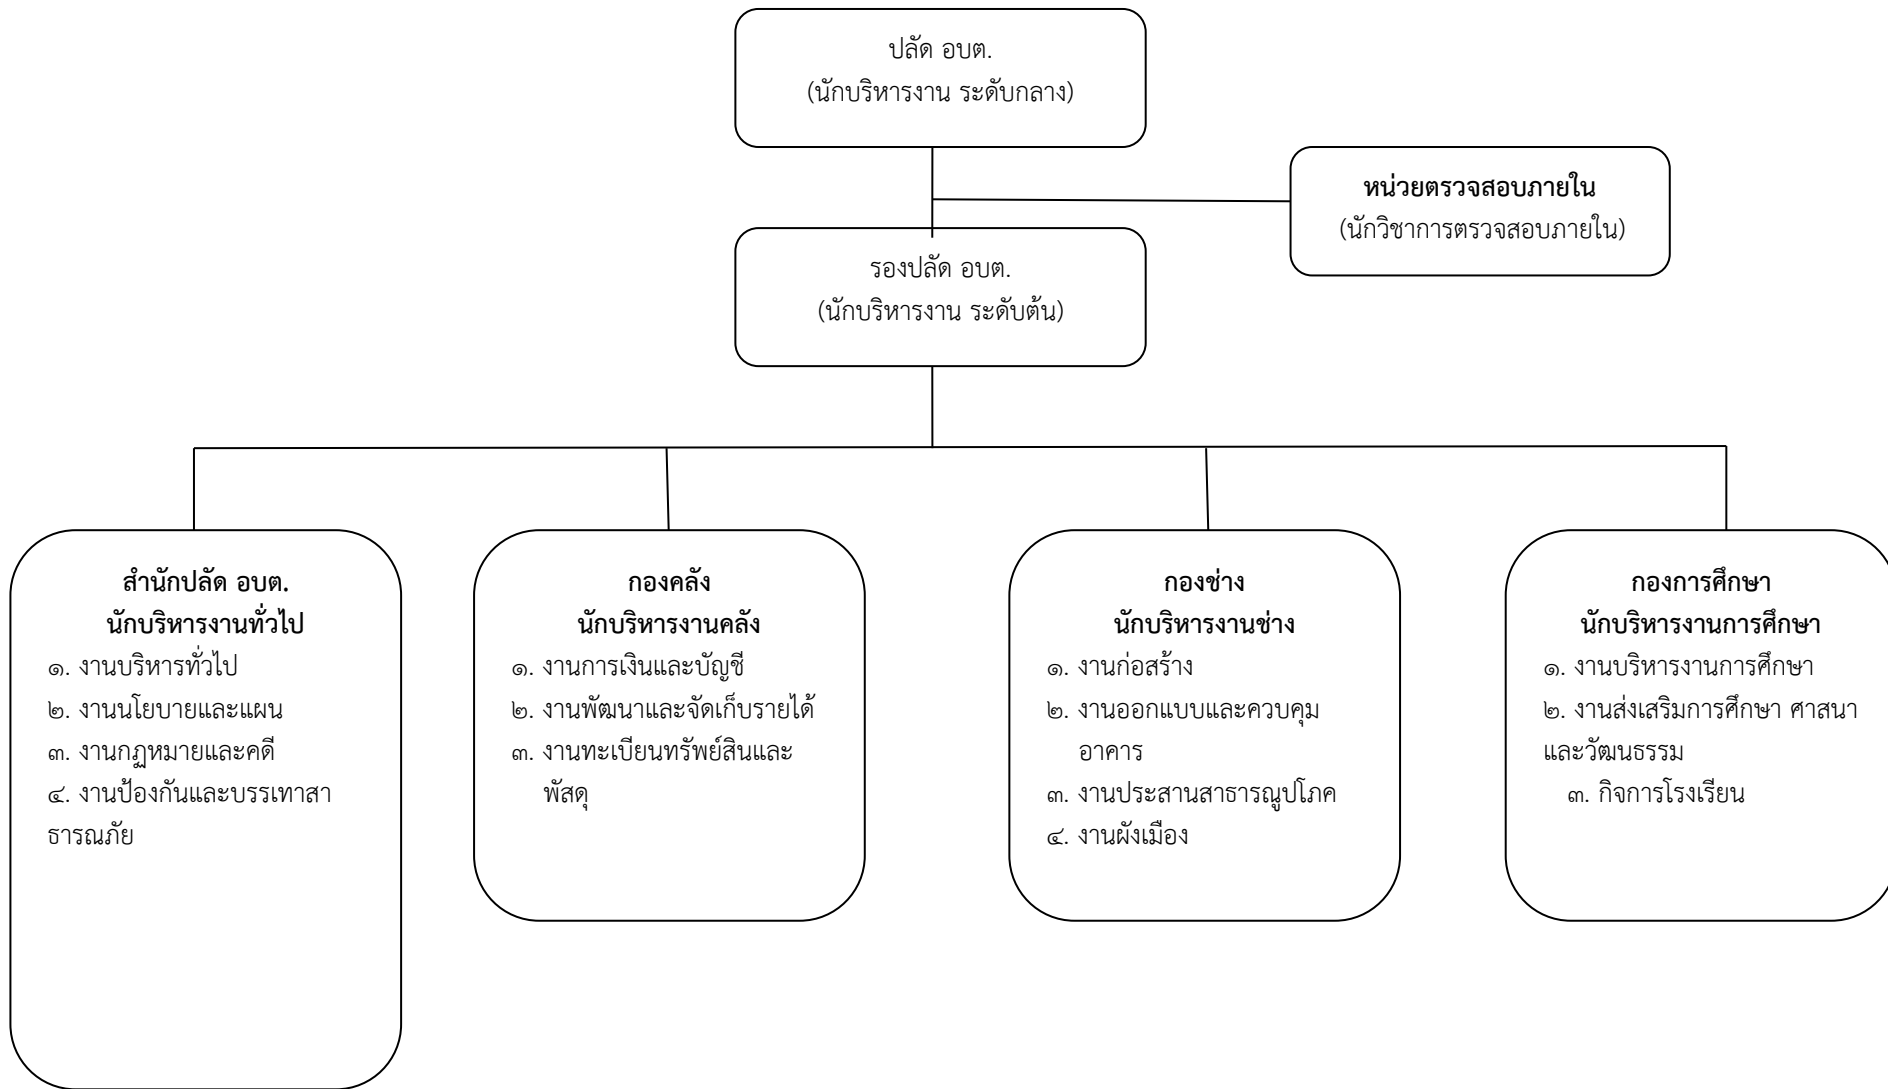 ปลัด อบต.
(นักบริหารงาน ระดับกลาง)
หน่วยตรวจสอบภายใน
(นักวิชาการตรวจสอบภายใน)
รองปลัด อบต.
(นักบริหารงาน ระดับต้น)
สำนักปลัด อบต.
นักบริหารงานทั่วไป
๑. งานบริหารทั่วไป
๒. งานนโยบายและแผน
๓. งานกฎหมายและคดี
๔. งานป้องกันและบรรเทาสา
ธารณภัย
กองคลัง
นักบริหารงานคลัง
๑. งานการเงินและบัญชี
๒. งานพัฒนาและจัดเก็บรายได้
๓. งานทะเบียนทรัพย์สินและ
พัสดุ
กองช่าง
นักบริหารงานช่าง
๑. งานก่อสร้าง
๒. งานออกแบบและควบคุม
อาคาร
๓. งานประสานสาธารณูปโภค
๔. งานผังเมือง
กองการศึกษา
นักบริหารงานการศึกษา
๑. งานบริหารงานการศึกษา
๒. งานส่งเสริมการศึกษา ศาสนา
และวัฒนธรรม
๓. กิจการโรงเรียน